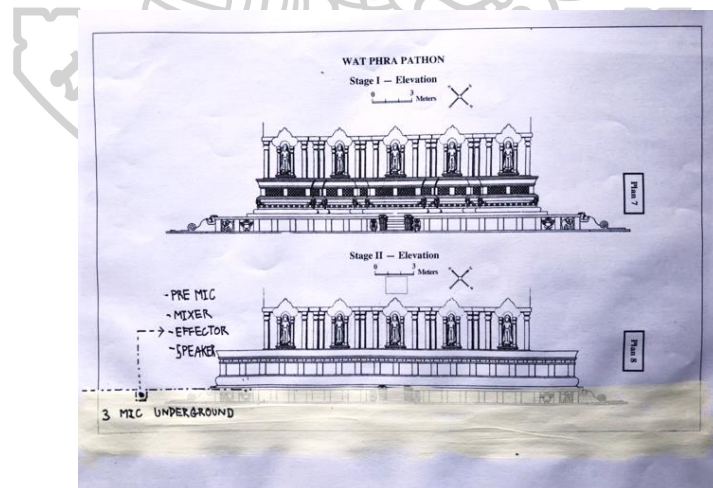 WAT PHRA PATHON
Stage I — Elevation
0 3 Meters
Plan 7
Stage II — Elevation
0 3 Meters
- PRE MIC
- MIXER
- EFFECTOR
- SPEAKER
Plan 8
3 MIC UNDERGROUND